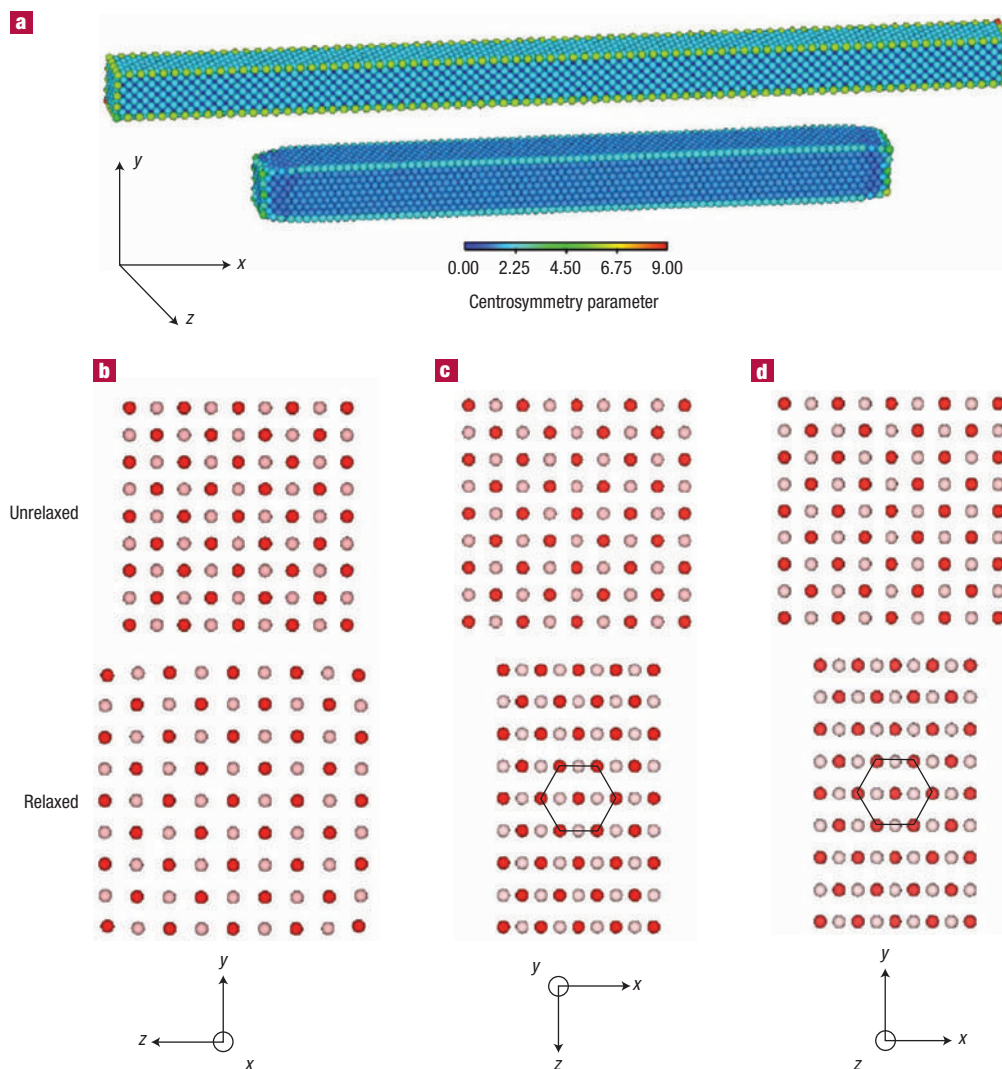 a
y
x
z
0.00 2.25 4.50 6.75 9.00
Centrosymmetry parameter
b
c
d
Unrelaxed
Relaxed
y
z
x
y
x
z
y
x
z